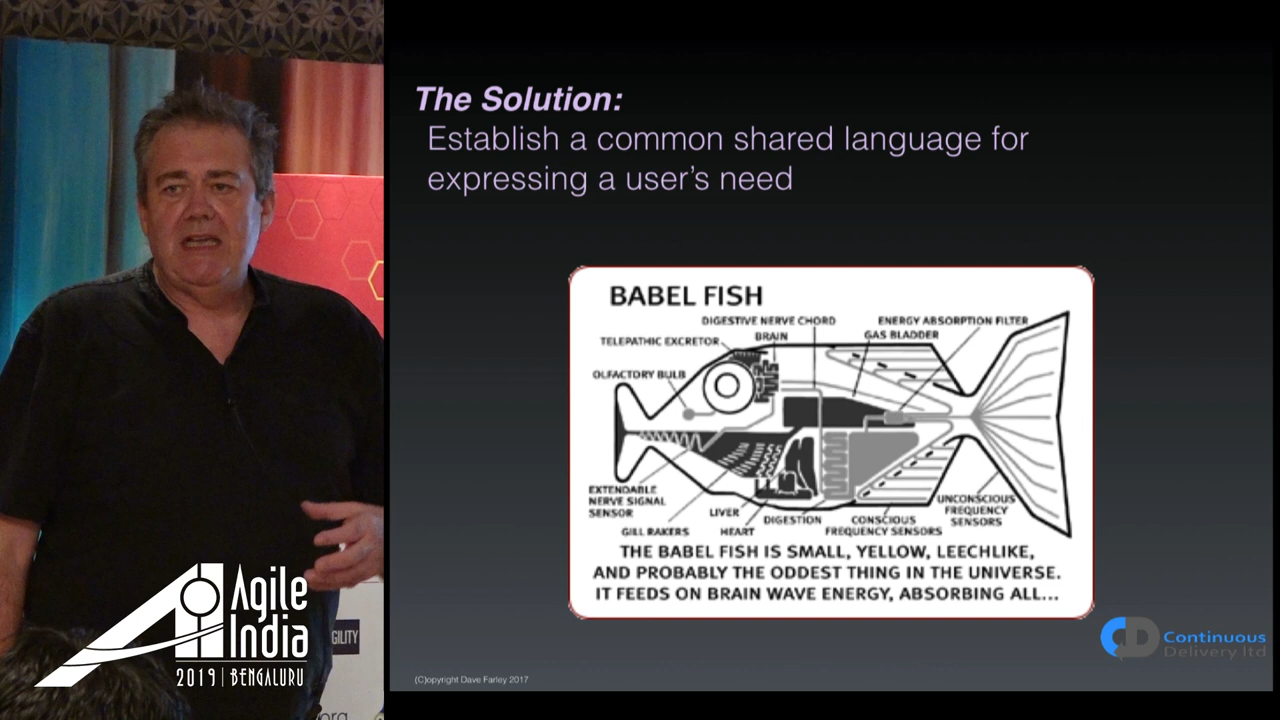 The Solution:
Establish a common shared language for
expressing a user's need
BABEL FISH
DIGESTIVE NERVE CHORD
ENERGY ABSORPTION FILTER
TELEPATHIC EXCRETOR
BRAIN
GAS BLADDER
OLFACTORY BULB
EXTENDABLE
NERVE SIGNAL
SENSOR
GILL RAKERS
LIVER
HEART
DIGESTION
CONSCIOUS
FREQUENCY SENSORS
UNCONSCIOUS
FREQUENCY
SENSORS
THE BABEL FISH IS SMALL, YELLOW, LEECHLIKE,
AND PROBABLY THE ODDEST THING IN THE UNIVERSE.
IT FEEDS ON BRAIN WAVE ENERGY, ABSORBING ALL...
CD Continuous
Delivery ltd
(C)opyright Dave Farley 2017
Agile
India
2019 | BENGALURU
GILITY
.org